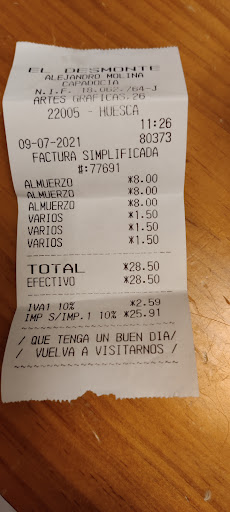 EL DESMONTE
ALEJANDRO MOLINA
CAPADOCIA
N.I.F. 18.062.764-J
ARTES GRAFICAS,26
22005 - HUESCA
11:26
09-07-2021 80373
FACTURA SIMPLIFICADA
#:77691
ALMUERZO *8.00
ALMUERZO *8.00
ALMUERZO *8.00
VARIOS *1.50
VARIOS *1.50
VARIOS *1.50
TOTAL *28.50
EFECTIVO *28.50
IVA1 10% *2.59
IMP S/IMP.1 10% *25.91
/ QUE TENGA UN BUEN DIA/
/ VUELVA A VISITARNOS /